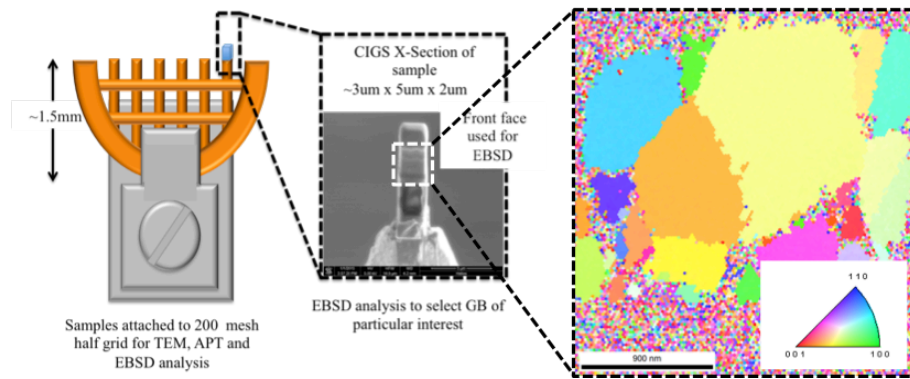 ~1.5mm
Samples attached to 200 mesh
half grid for TEM, APT and
EBSD analysis
CIGS X-Section of
sample
~3um x 5um x 2um
Front face
used for
EBSD
EBSD analysis to select GB of
particular interest
900 nm
110
001
100